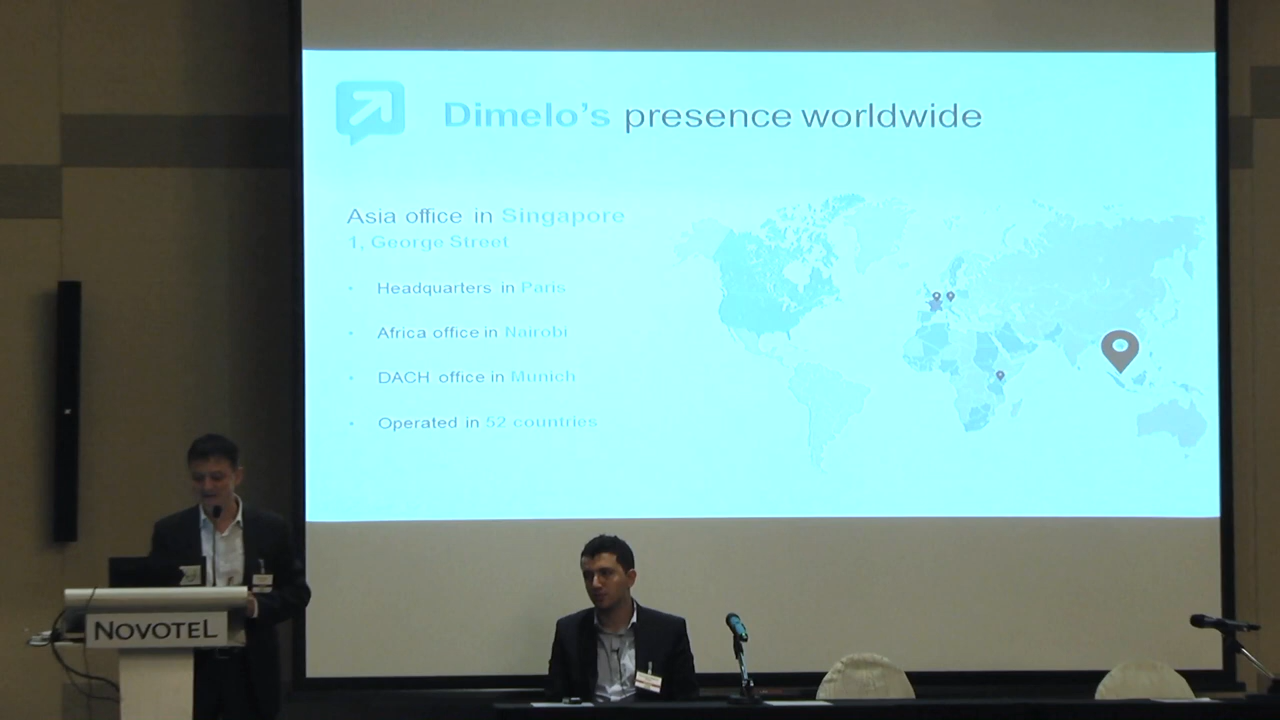 Dimelo's presence worldwide
Asia office in Singapore
1, George Street
• Headquarters in Paris
• Africa office in Nairobi
• DACH office in Munich
• Operated in 52 countries
NOVOTEL